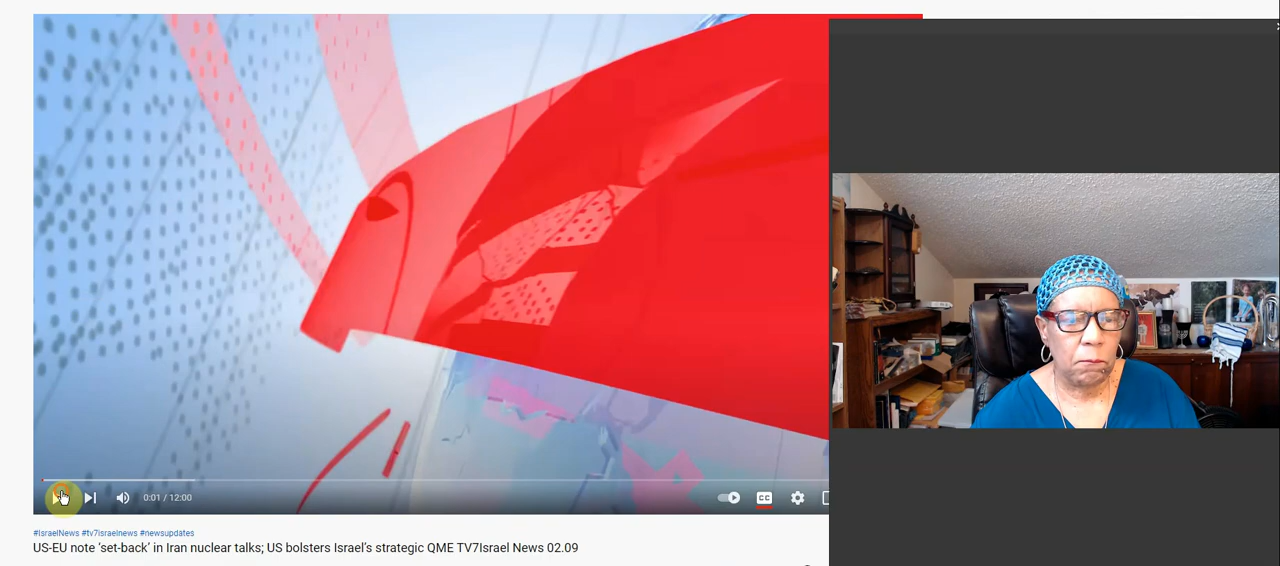 0:01 / 12:00
CC
#IsraelNews #tv7israelnews #newsupdates
US-EU note ‘set-back’ in Iran nuclear talks; US bolsters Israel’s strategic QME TV7Israel News 02.09